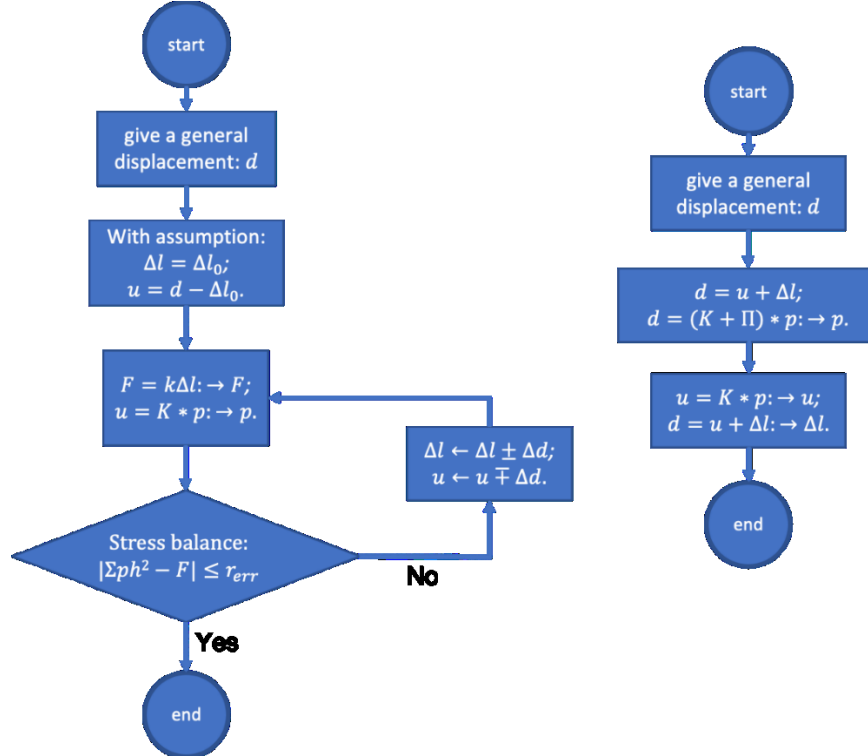 start
give a general
displacement: d
With assumption:
Δl = Δl₀;
u = d − Δl₀.
F = kΔl: → F;
u = K ∗ p: → p.
Δl ← Δl ± Δd;
u ← u ∓ Δd.
Stress balance:
|Σph² − F| ≤ rₑᵣᵣ
No
Yes
end
start
give a general
displacement: d
d = u + Δl;
d = (K + Π) ∗ p: → p.
u = K ∗ p: → u;
d = u + Δl: → Δl.
end